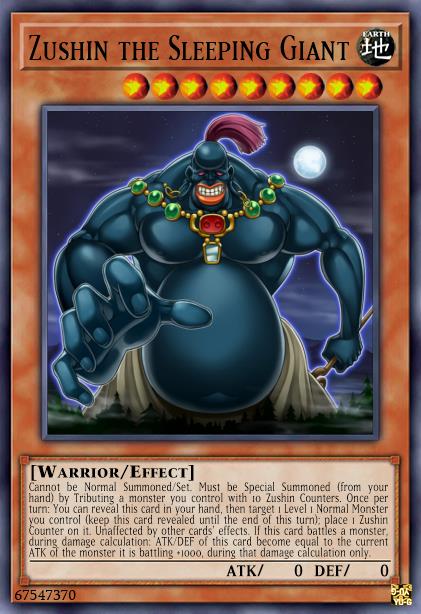 ZUSHIN THE SLEEPING GIANT
EARTH
地
[WARRIOR/EFFECT]
Cannot be Normal Summoned/Set. Must be Special Summoned (from your
hand) by Tributing a monster you control with 10 Zushin Counters. Once per
turn: You can reveal this card in your hand, then target 1 Level 1 Normal Monster
you control (keep this card revealed until the end of this turn); place 1 Zushin
Counter on it. Unaffected by other cards' effects. If this card battles a monster,
during damage calculation: ATK/DEF of this card become equal to the current
ATK of the monster it is battling +1000, during that damage calculation only.
ATK/ 0 DEF/ 0
67547370